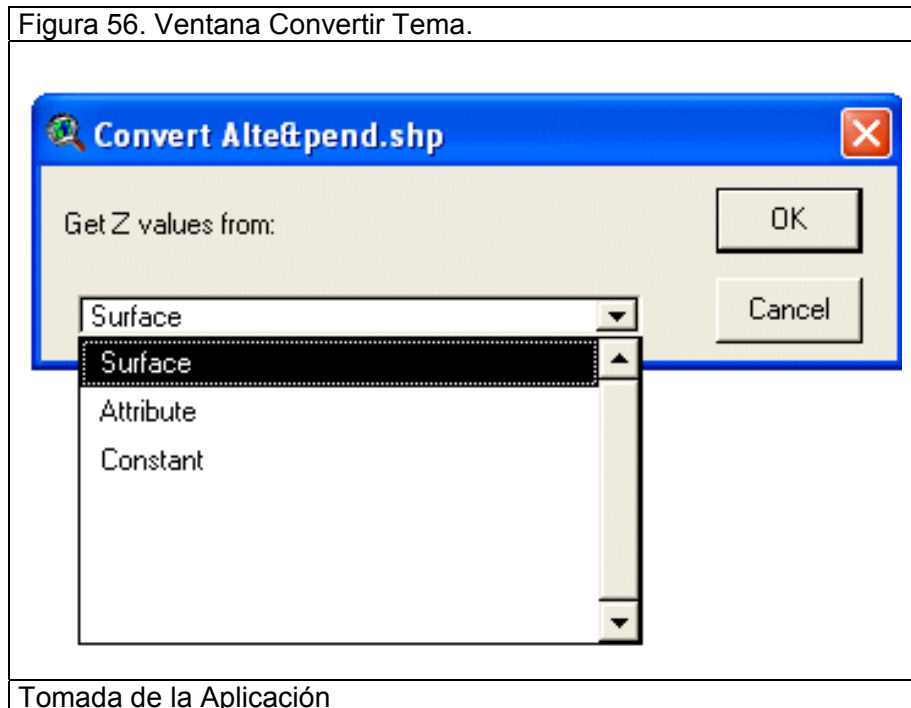 Figura 56. Ventana Convertir Tema.
Convert Alte&pend.shp
Get Z values from:
OK
Surface
Cancel
Surface
Attribute
Constant
Tomada de la Aplicación